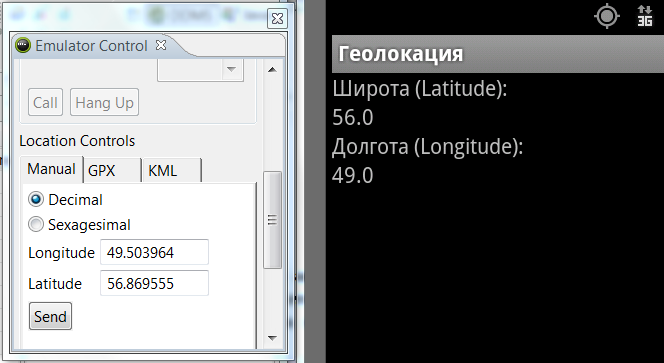 Emulator Control
Call
Hang Up
Location Controls
Manual
GPX
KML
Decimal
Sexagesimal
Longitude 49.503964
Latitude 56.869555
Send
3G
Геолокация
Широта (Latitude):
56.0
Долгота (Longitude):
49.0